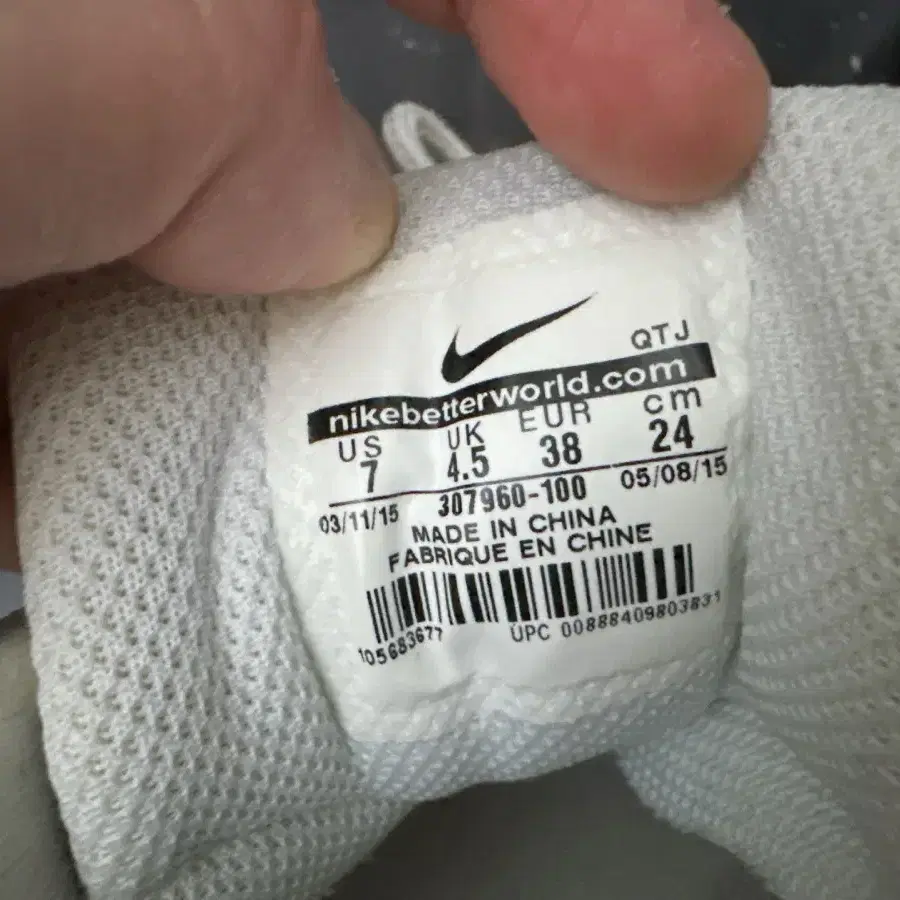 QTJ
nikebetterworld.com
US UK EUR cm
7 4.5 38 24
03/11/15 307960-100 05/08/15
MADE IN CHINA
FABRIQUE EN CHINE
105683677 UPC 00888409803831